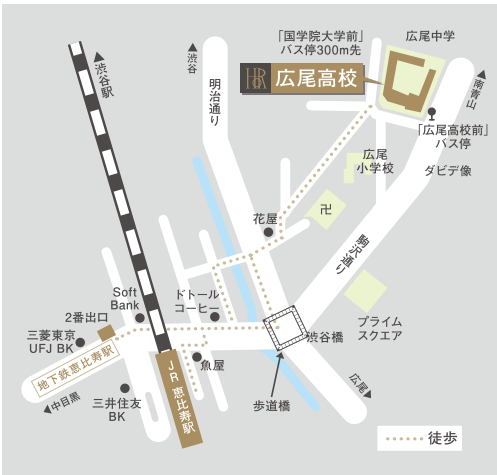 「国学院大学前」
バス停300m先
広尾中学
HRO 広尾高校
▲渋谷駅
▲渋谷
明治通り
▲南青山
「広尾高校前」
バス停
ダビデ像
広尾
小学校
卍
花屋
駒沢通り
Soft
Bank
ドトール
コーヒー
2番出口
三菱東京
UFJ BK
地下鉄恵比寿駅
◀中目黒
三井住友
BK
JR 恵比寿駅
魚屋
渋谷橋
歩道橋
プライム
スクエア
広尾▶
徒歩